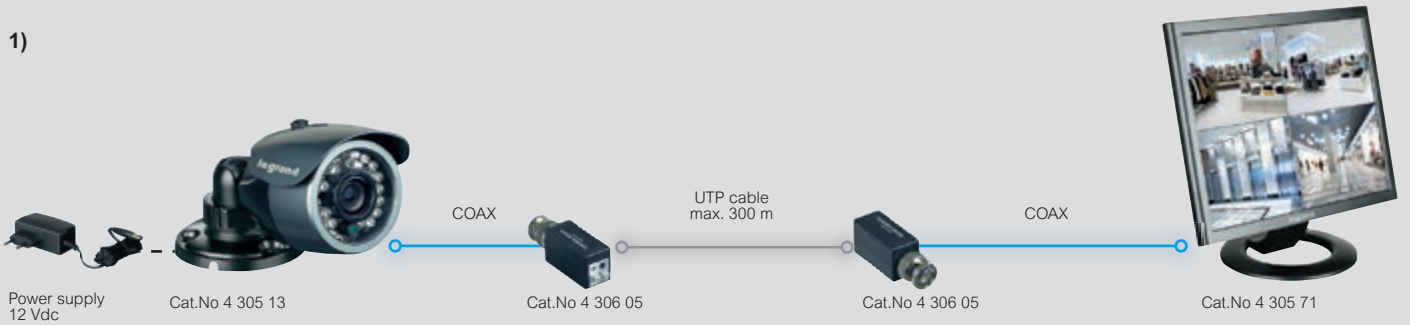 1)
legrand
COAX
UTP cable
max. 300 m
COAX
Power supply
12 Vdc
Cat.No 4 305 13
Cat.No 4 306 05
Cat.No 4 306 05
Cat.No 4 305 71